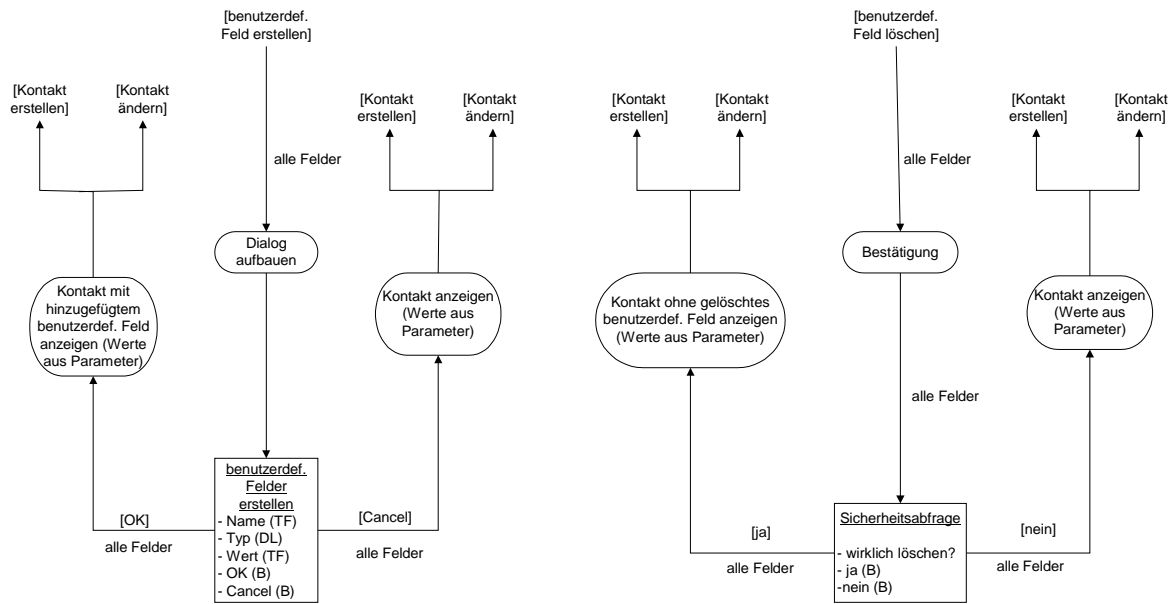 [benutzerdef.
Feld erstellen]
[Kontakt
erstellen]
[Kontakt
ändern]
[Kontakt
erstellen]
[Kontakt
ändern]
alle Felder
Dialog
aufbauen
Kontakt mit
hinzugefügtem
benutzerdef. Feld
anzeigen (Werte
aus Parameter)
Kontakt anzeigen
(Werte aus
Parameter)
benutzerdef.
Felder
erstellen
- Name (TF)
- Typ (DL)
- Wert (TF)
- OK (B)
- Cancel (B)
[OK]
alle Felder
[Cancel]
alle Felder
[benutzerdef.
Feld löschen]
[Kontakt
erstellen]
[Kontakt
ändern]
[Kontakt
erstellen]
[Kontakt
ändern]
alle Felder
Bestätigung
Kontakt ohne gelöschtes
benutzerdef. Feld anzeigen
(Werte aus Parameter)
Kontakt anzeigen
(Werte aus
Parameter)
alle Felder
Sicherheitsabfrage
- wirklich löschen?
- ja (B)
-nein (B)
[ja]
alle Felder
[nein]
alle Felder